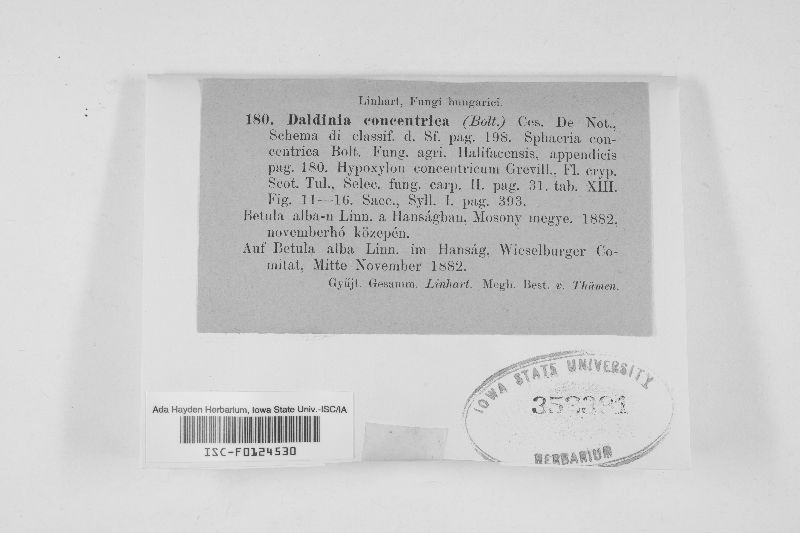 Linhart, Fungi hungarici.
180. Daldinia concentrica (Bolt.) Ces. De Not.,
Schema di classif. d. Sf. pag. 198. Sphaeria con-
centrica Bolt. Fung. agri. Halifacensis, appendicis
pag. 180. Hypoxylon concentricum Grevill., Fl. cryp.
Scot. Tul., Selec. fung. carp. II. pag. 31. tab. XIII.
Fig. 11—16. Sacc., Syll. I. pag. 393.
Betula alba-n Linn. a Hanságban, Mosony megye. 1882.
novemberhó közepén.
Auf Betula alba Linn. im Hanság, Wieselburger Co-
mitat, Mitte November 1882.
Gyüjt. Gesamm. Linhart. Megh. Best. v. Thümen.
IOWA STATE UNIVERSITY
HERBARIUM
Ada Hayden Herbarium, Iowa State Univ.-ISC/IA
ISC-F0124530